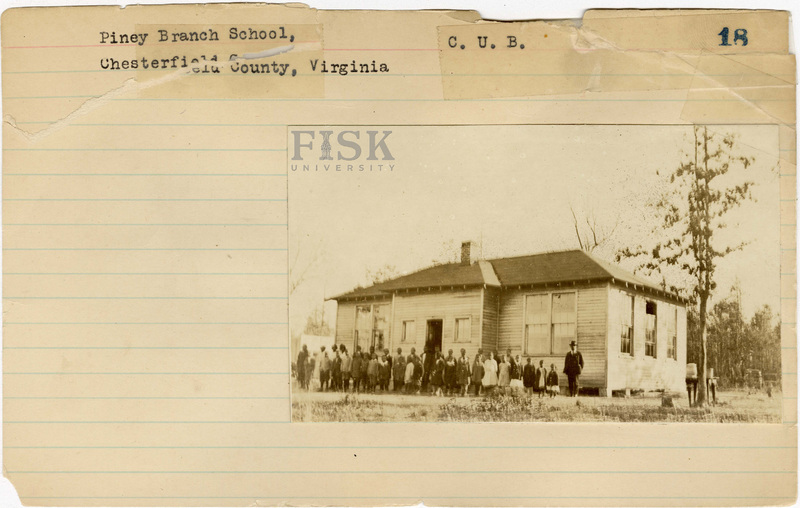 Piney Branch School,
Chesterfield County, Virginia
C. U. B.
18
FISK
UNIVERSITY